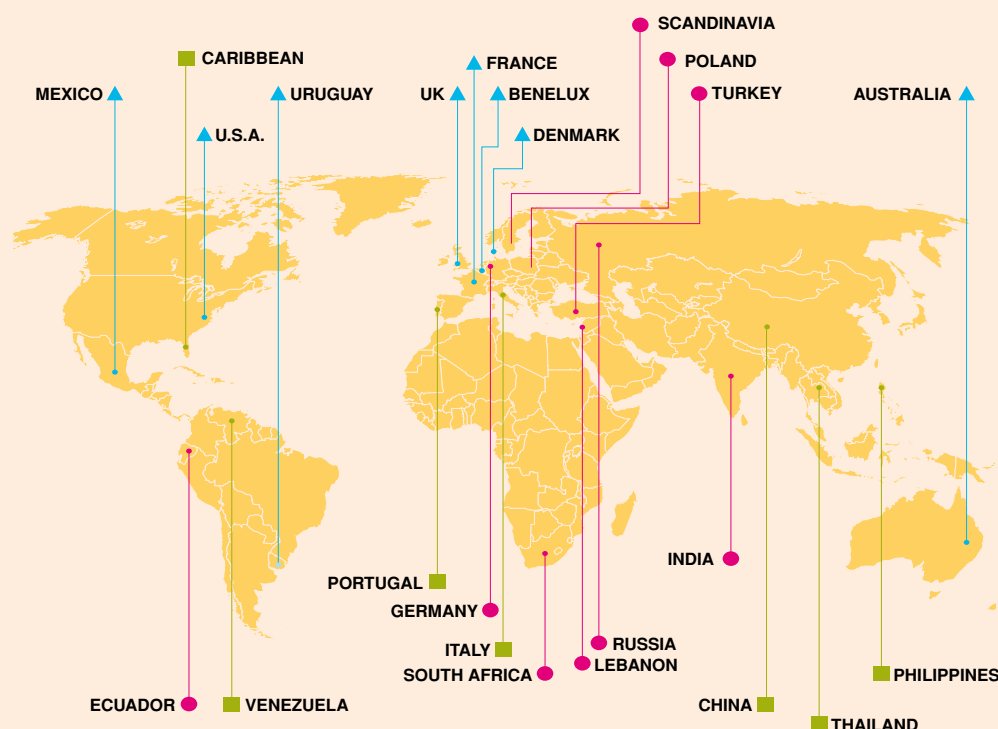 SCANDINAVIA
CARIBBEAN
FRANCE
POLAND
MEXICO
URUGUAY
UK
BENELUX
TURKEY
AUSTRALIA
U.S.A.
DENMARK
INDIA
PORTUGAL
GERMANY
RUSSIA
ITALY
LEBANON
SOUTH AFRICA
PHILIPPINES
ECUADOR
VENEZUELA
CHINA
THAILAND